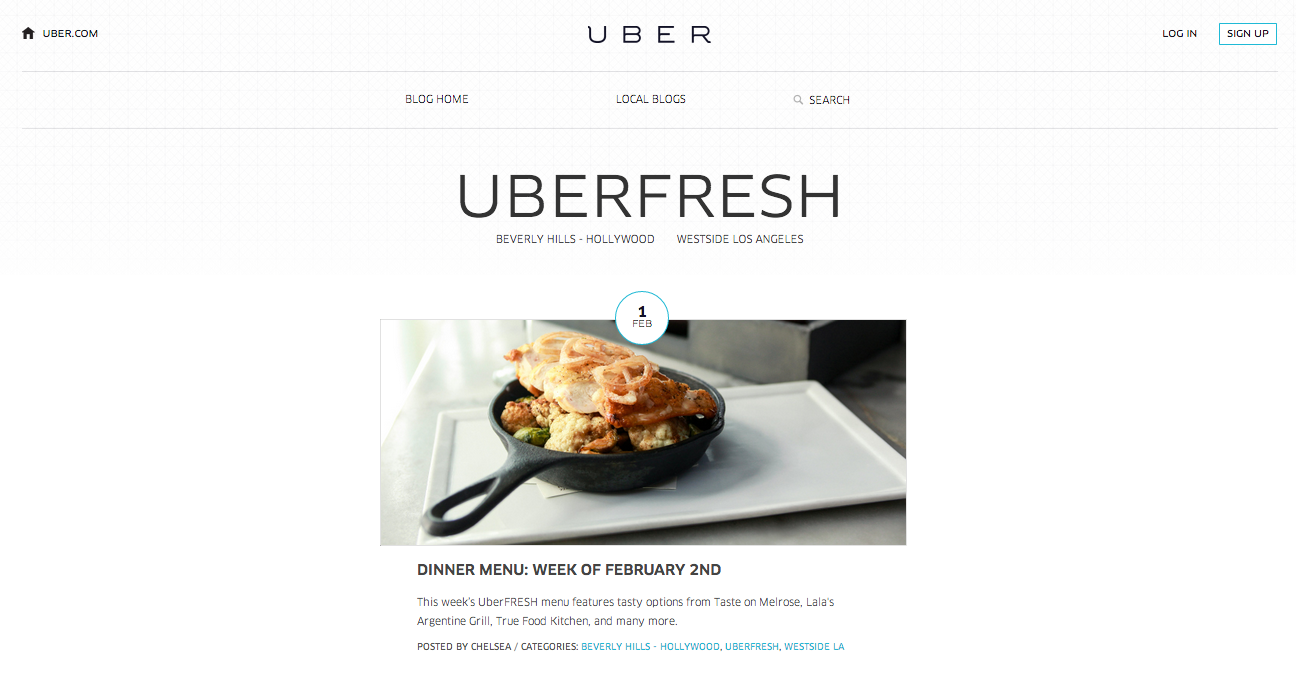 UBER.COM
UBER
LOG IN
SIGN UP
BLOG HOME
LOCAL BLOGS
SEARCH
UBERFRESH
BEVERLY HILLS - HOLLYWOOD
WESTSIDE LOS ANGELES
1
FEB
DINNER MENU: WEEK OF FEBRUARY 2ND
This week's UberFRESH menu features tasty options from Taste on Melrose, Lala's
Argentine Grill, True Food Kitchen, and many more.
POSTED BY CHELSEA / CATEGORIES: BEVERLY HILLS - HOLLYWOOD, UBERFRESH, WESTSIDE LA